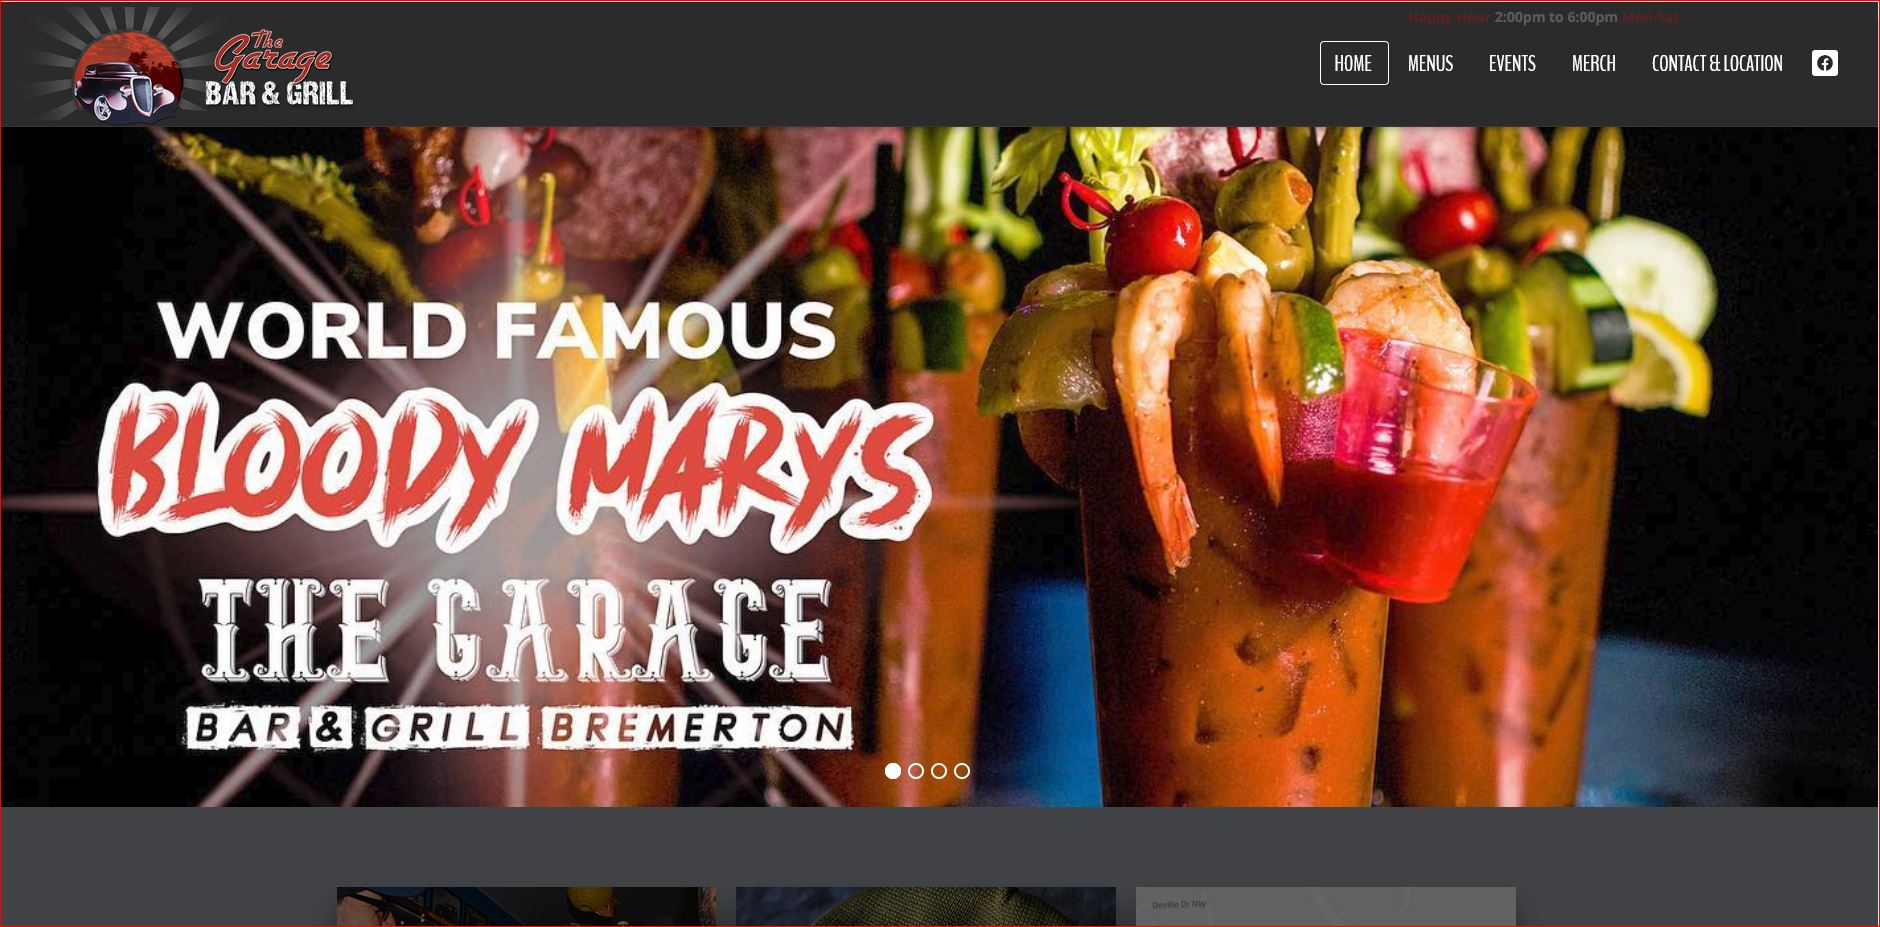 Happy Hour 2:00pm to 6:00pm Mon-Sat
The
Garage
BAR & GRILL
HOME MENUS EVENTS MERCH CONTACT & LOCATION
WORLD FAMOUS
BLOODY MARYS
THE GARAGE
BAR & GRILL BREMERTON
Deville Dr NW